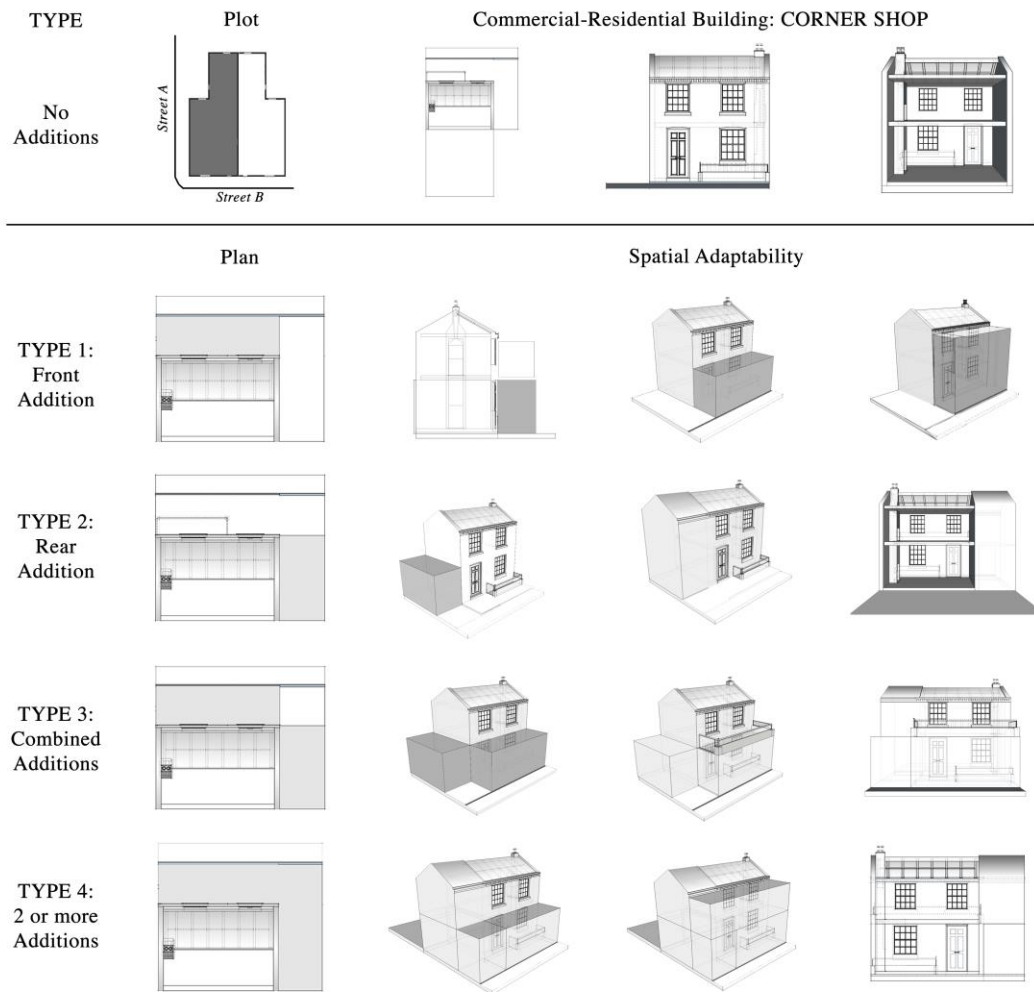 TYPE
Plot
Commercial-Residential Building: CORNER SHOP
No
Additions
Street A
Street B
Plan
Spatial Adaptability
TYPE 1:
Front
Addition
TYPE 2:
Rear
Addition
TYPE 3:
Combined
Additions
TYPE 4:
2 or more
Additions